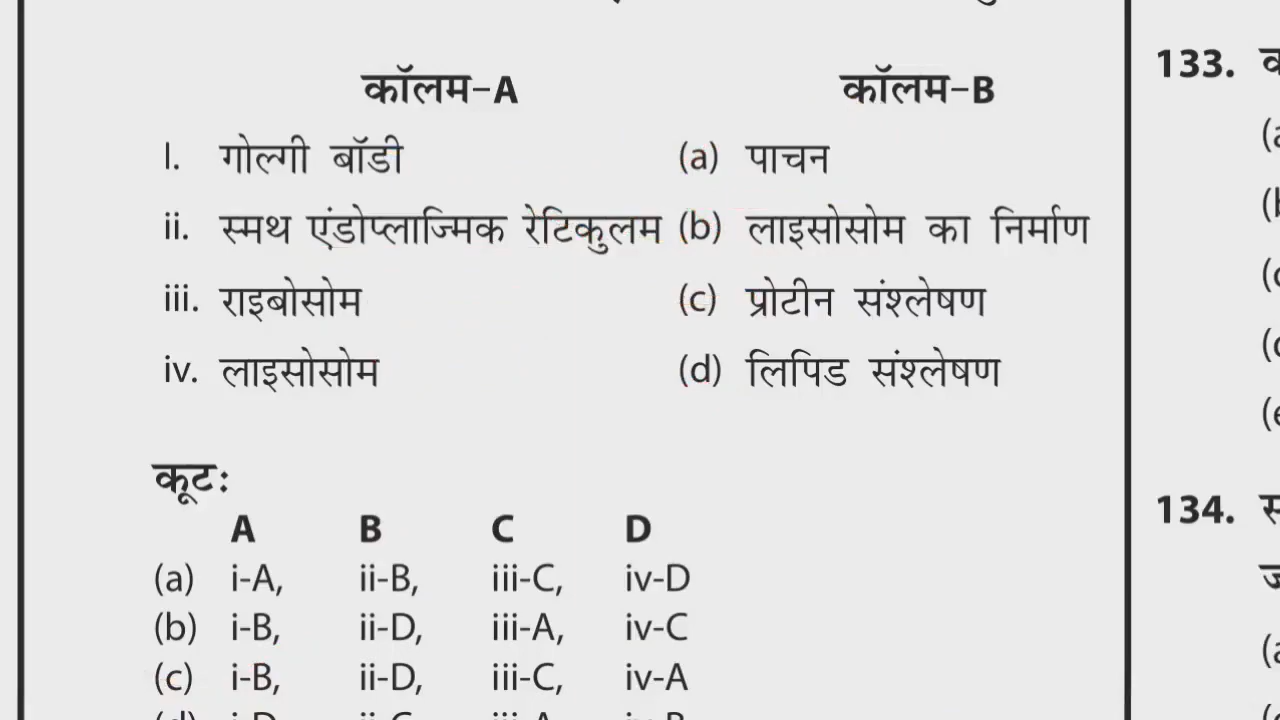 कॉलम-A कॉलम-B
I. गोल्गी बॉडी (a) पाचन
ii. स्मथ एंडोप्लाज्मिक रेटिकुलम (b) लाइसोसोम का निर्माण
iii. राइबोसोम (c) प्रोटीन संश्लेषण
iv. लाइसोसोम (d) लिपिड संश्लेषण
कूटः
A B C D
(a) i-A, ii-B, iii-C, iv-D
(b) i-B, ii-D, iii-A, iv-C
(c) i-B, ii-D, iii-C, iv-A
133.
134.